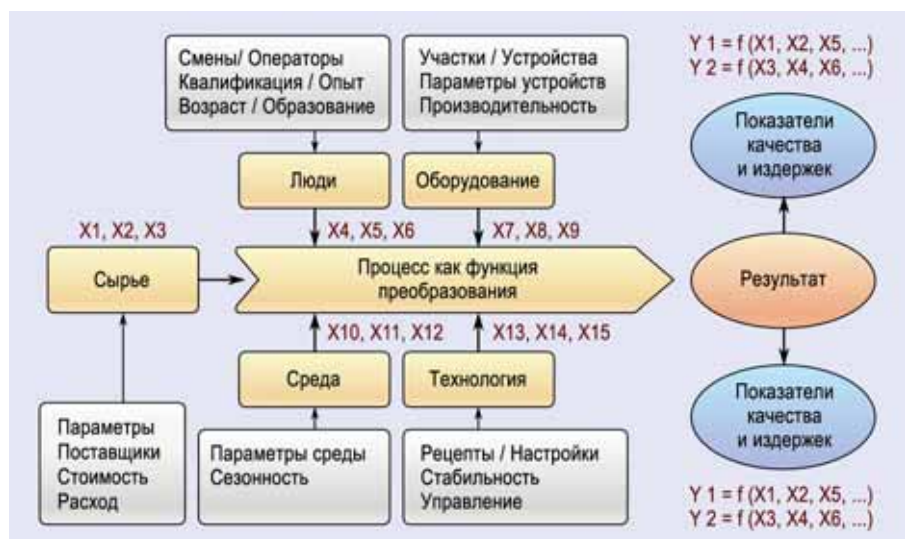 Смены/ Операторы
Квалификация / Опыт
Возраст / Образование
Участки / Устройства
Параметры устройств
Производительность
Y 1 = f (X1, X2, X5, ...)
Y 2 = f (X3, X4, X6, ...)
Показатели
качества
и издержек
Люди
Оборудование
X1, X2, X3
X4, X5, X6
X7, X8, X9
Сырье
Процесс как функция
преобразования
Результат
X10, X11, X12
X13, X14, X15
Среда
Технология
Показатели
качества
и издержек
Параметры
Поставщики
Стоимость
Расход
Параметры среды
Сезонность
Рецепты / Настройки
Стабильность
Управление
Y 1 = f (X1, X2, X5, ...)
Y 2 = f (X3, X4, X6, ...)